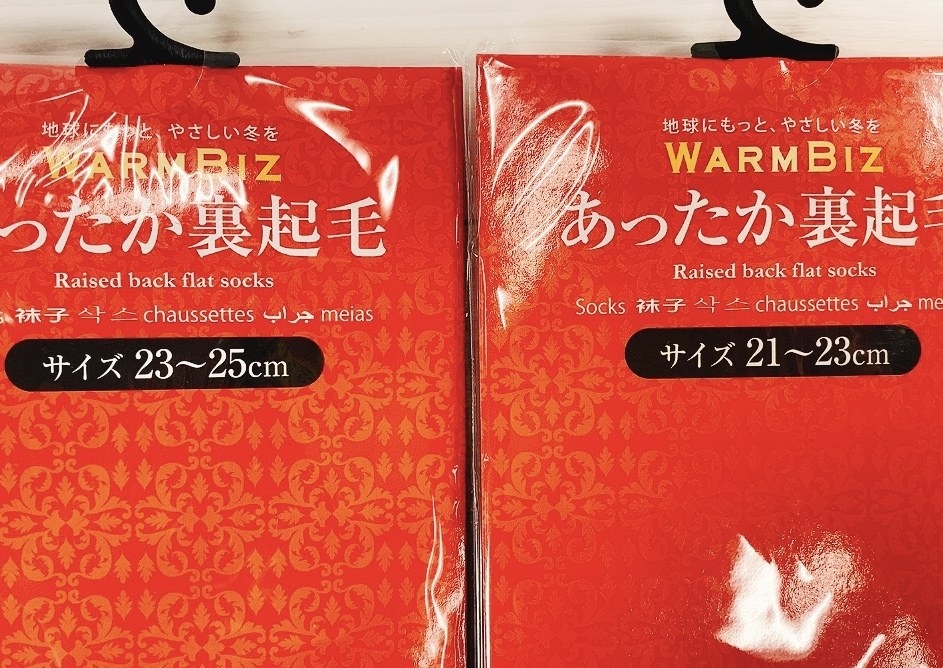 地球にもっと、やさしい冬を
WARMBIZ
ったか裏起毛
Raised back flat socks
袜子 삭스 chaussettes جراب meias
サイズ 23〜25cm
地球にもっと、やさしい冬を
WARMBIZ
あったか裏起毛
Raised back flat socks
Socks 袜子 삭스 chaussettes جراب me
サイズ 21〜23cm